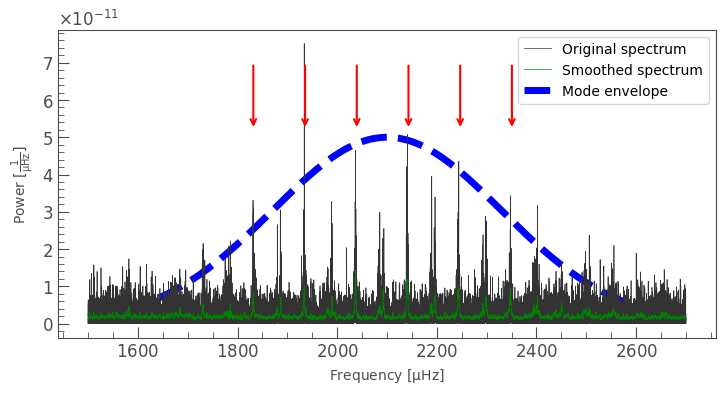 ×10⁻¹¹
Original spectrum
Smoothed spectrum
Mode envelope
7
6
5
4
3
2
1
0
Power [1/μHz]
1600 1800 2000 2200 2400 2600
Frequency [μHz]